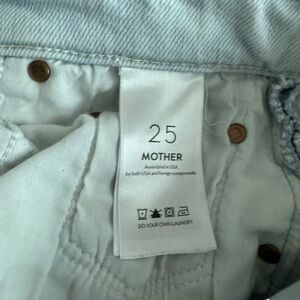 25
MOTHER
Assembled in USA
by both USA and foreign components
DO YOUR OWN LAUNDRY